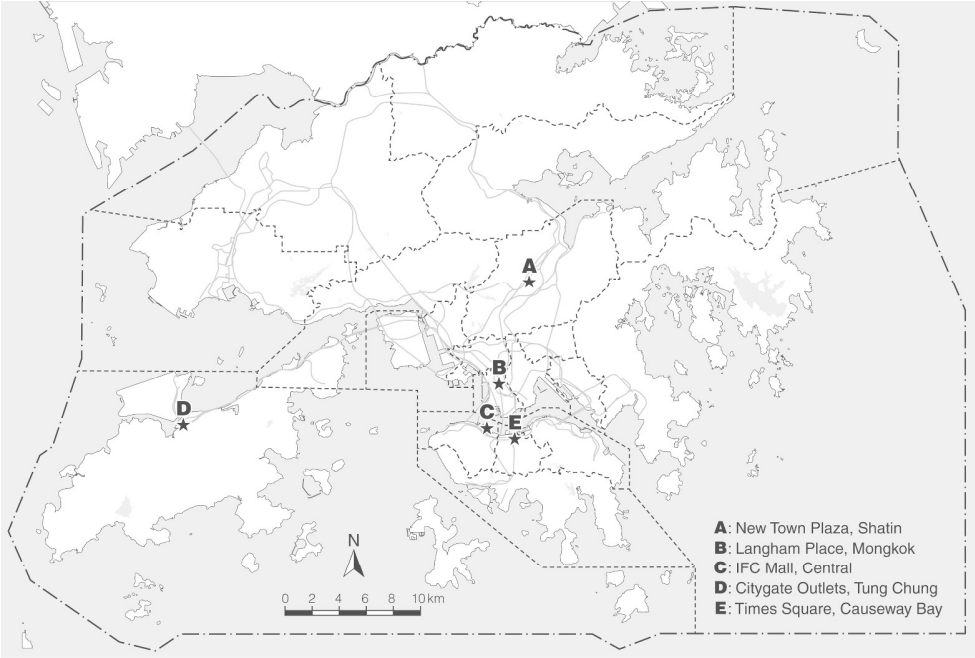 A
B
C
E
D
N
0 2 4 6 8 10 km
A: New Town Plaza, Shatin
B: Langham Place, Mongkok
C: IFC Mall, Central
D: Citygate Outlets, Tung Chung
E: Times Square, Causeway Bay